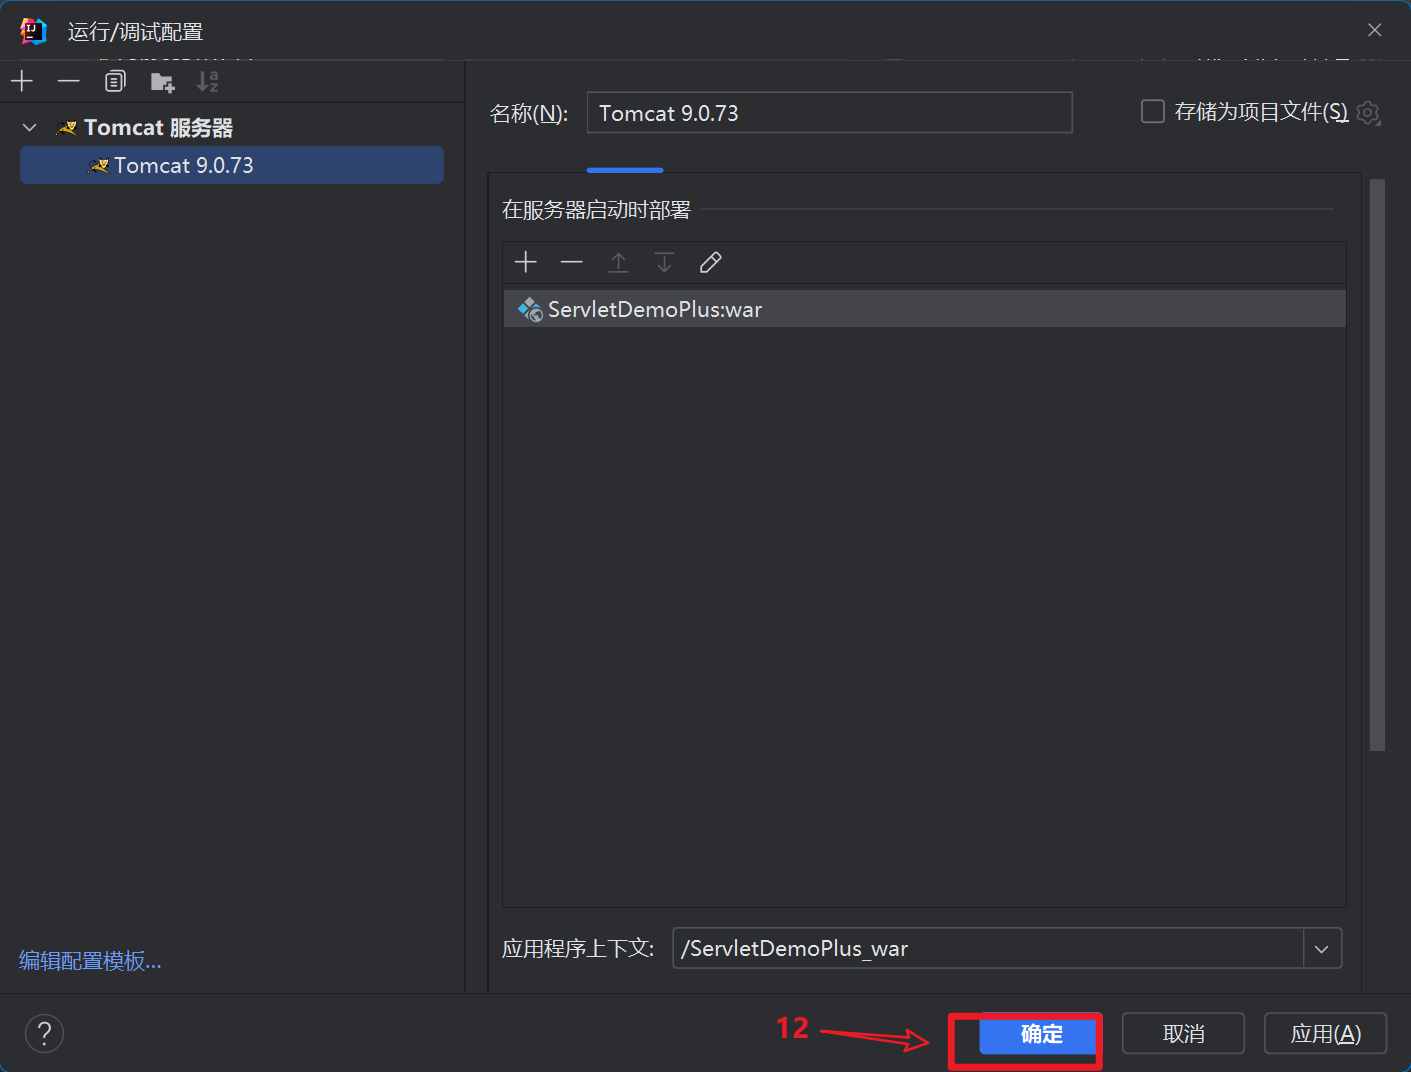 运行/调试配置
Tomcat 服务器
Tomcat 9.0.73
编辑配置模板...
名称(N):
Tomcat 9.0.73
存储为项目文件(S)
在服务器启动时部署
ServletDemoPlus:war
应用程序上下文:
/ServletDemoPlus_war
?
12
确定
取消
应用(A)